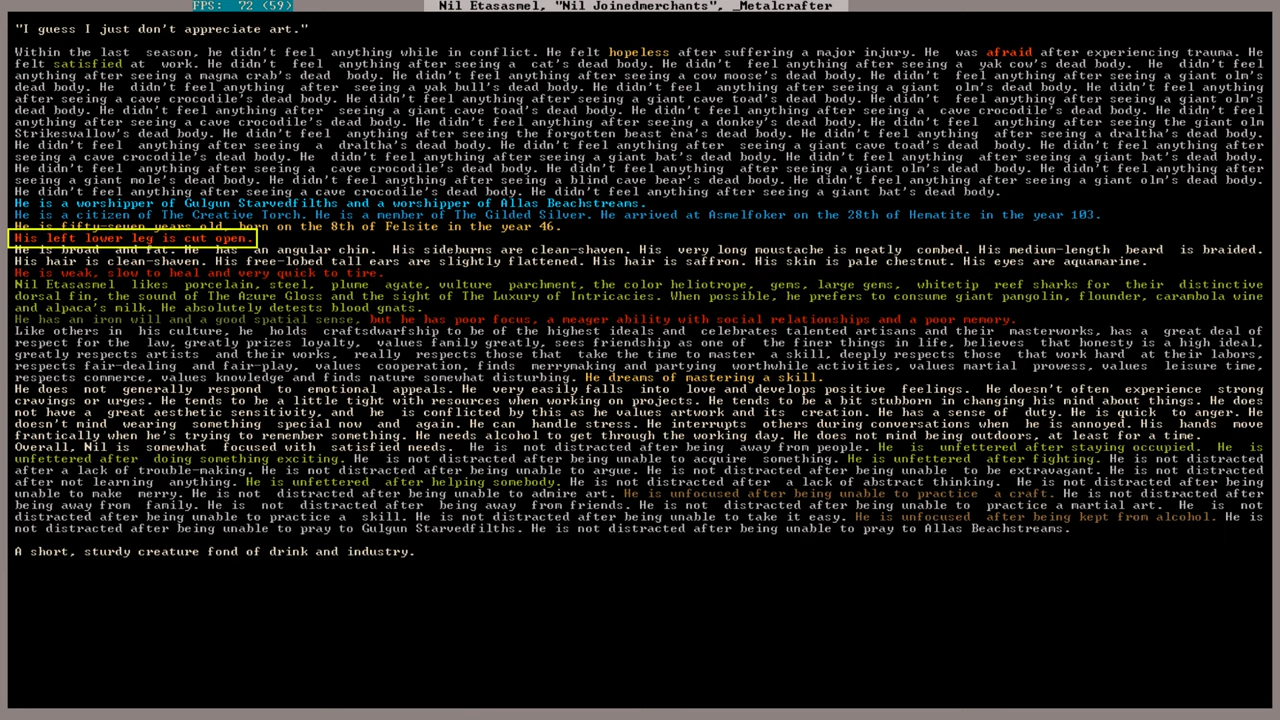 FPS: 72 (59)
Nil Etasasmel, "Nil Joinedmerchants", _Metalcrafter
"I guess I just don't appreciate art."
Within the last season, he didn't feel anything while in conflict. He felt hopeless after suffering a major injury. He was afraid after experiencing trauma. He
felt satisfied at work. He didn't feel anything after seeing a cat's dead body. He didn't feel anything after seeing a yak cow's dead body. He didn't feel
anything after seeing a magma crab's dead body. He didn't feel anything after seeing a cow moose's dead body. He didn't feel anything after seeing a giant olm's
dead body. He didn't feel anything after seeing a yak bull's dead body. He didn't feel anything after seeing a giant olm's dead body. He didn't feel anything
after seeing a cave crocodile's dead body. He didn't feel anything after seeing a giant cave toad's dead body. He didn't feel anything after seeing a giant olm's
dead body. He didn't feel anything after seeing a giant cave toad's dead body. He didn't feel anything after seeing a cave crocodile's dead body. He didn't feel
anything after seeing a cave crocodile's dead body. He didn't feel anything after seeing a donkey's dead body. He didn't feel anything after seeing the giant olm
Strikeswallow's dead body. He didn't feel anything after seeing the forgotten beast ena's dead body. He didn't feel anything after seeing a draltha's dead body.
He didn't feel anything after seeing a draltha's dead body. He didn't feel anything after seeing a giant cave toad's dead body. He didn't feel anything after
seeing a cave crocodile's dead body. He didn't feel anything after seeing a giant bat's dead body. He didn't feel anything after seeing a giant bat's dead body.
He didn't feel anything after seeing a cave crocodile's dead body. He didn't feel anything after seeing a giant olm's dead body. He didn't feel anything after
seeing a giant mole's dead body. He didn't feel anything after seeing a blind cave bear's dead body. He didn't feel anything after seeing a giant bat's dead body.
He didn't feel anything after seeing a cave crocodile's dead body. He didn't feel anything after seeing a giant bat's dead body.
He is a worshipper of Gulgun Starvedfilths and a worshipper of Allas Beachstreams.
He is a citizen of The Creative Torch. He is a member of The Gilded Silver. He arrived at Asmelfoker on the 28th of Hematite in the year 103.
He is fifty-seven years old, born on the 8th of Felsite in the year 46.
His left lower leg is cut open.
He is broad and fat. He has an angular chin. His sideburns are clean-shaven. His very long moustache is neatly combed. His medium-length beard is braided.
His hair is clean-shaven. His free-lobed tall ears are slightly flattened. His hair is saffron. His skin is pale chestnut. His eyes are aquamarine.
He is weak, slow to heal and very quick to tire.
Nil Etasasmel likes porcelain, steel, plume agate, vulture parchment, the color heliotrope, gems, large gems, whitetip reef sharks for their distinctive
dorsal fin, the sound of The Azure Gloss and the sight of The Luxury of Intricacies. When possible, he prefers to consume giant pangolin, flounder, carambola wine
and alpaca's milk. He absolutely detests blood gnats.
He has an iron will and a good spatial sense, but he has poor focus, a meager ability with social relationships and a poor memory.
Like others in his culture, he holds craftsdwarfship to be of the highest ideals and celebrates talented artisans and their masterworks, has a great deal of
respect for the law, greatly prizes loyalty, values family greatly, sees friendship as one of the finer things in life, believes that honesty is a high ideal,
greatly respects artists and their works, really respects those that take the time to master a skill, deeply respects those that work hard at their labors,
respects fair-dealing and fair-play, values cooperation, finds merrymaking and partying worthwhile activities, values martial prowess, values leisure time,
respects commerce, values knowledge and finds nature somewhat disturbing. He dreams of mastering a skill.
He does not generally respond to emotional appeals. He very easily falls into love and develops positive feelings. He doesn't often experience strong
cravings or urges. He tends to be a little tight with resources when working on projects. He tends to be a bit stubborn in changing his mind about things. He does
not have a great aesthetic sensitivity, and he is conflicted by this as he values artwork and its creation. He has a sense of duty. He is quick to anger. He
doesn't mind wearing something special now and again. He can handle stress. He interrupts others during conversations when he is annoyed. His hands move
frantically when he's trying to remember something. He needs alcohol to get through the working day. He does not mind being outdoors, at least for a time.
Overall, Nil is somewhat focused with satisfied needs. He is not distracted after being away from people. He is unfettered after staying occupied. He is
unfettered after doing something exciting. He is not distracted after being unable to acquire something. He is unfettered after fighting. He is not distracted
after a lack of trouble-making. He is not distracted after being unable to argue. He is not distracted after being unable to be extravagant. He is not distracted
after not learning anything. He is unfettered after helping somebody. He is not distracted after a lack of abstract thinking. He is not distracted after being
unable to make merry. He is not distracted after being unable to admire art. He is unfocused after being unable to practice a craft. He is not distracted after
being away from family. He is not distracted after being away from friends. He is not distracted after being unable to practice a martial art. He is not
distracted after being unable to practice a skill. He is not distracted after being unable to take it easy. He is unfocused after being kept from alcohol. He is
not distracted after being unable to pray to Gulgun Starvedfilths. He is not distracted after being unable to pray to Allas Beachstreams.
A short, sturdy creature fond of drink and industry.